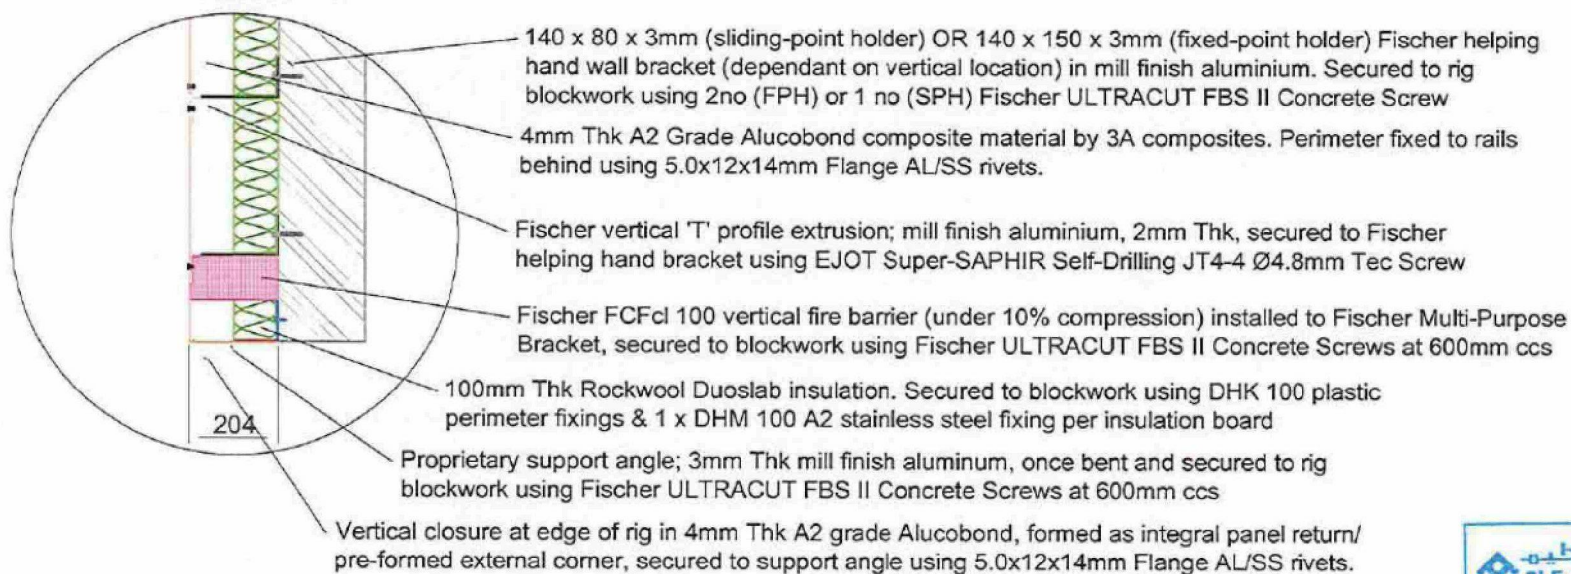 140 x 80 x 3mm (sliding-point holder) OR 140 x 150 x 3mm (fixed-point holder) Fischer helping
hand wall bracket (dependant on vertical location) in mill finish aluminium. Secured to rig
blockwork using 2no (FPH) or 1 no (SPH) Fischer ULTRACUT FBS II Concrete Screw
4mm Thk A2 Grade Alucobond composite material by 3A composites. Perimeter fixed to rails
behind using 5.0x12x14mm Flange AL/SS rivets.
Fischer vertical 'T' profile extrusion; mill finish aluminium, 2mm Thk, secured to Fischer
helping hand bracket using EJOT Super-SAPHIR Self-Drilling JT4-4 Ø4.8mm Tec Screw
Fischer FCFcl 100 vertical fire barrier (under 10% compression) installed to Fischer Multi-Purpose
Bracket, secured to blockwork using Fischer ULTRACUT FBS II Concrete Screws at 600mm ccs
100mm Thk Rockwool Duoslab insulation. Secured to blockwork using DHK 100 plastic
perimeter fixings & 1 x DHM 100 A2 stainless steel fixing per insulation board
204
Proprietary support angle; 3mm Thk mill finish aluminum, once bent and secured to rig
blockwork using Fischer ULTRACUT FBS II Concrete Screws at 600mm ccs
Vertical closure at edge of rig in 4mm Thk A2 grade Alucobond, formed as integral panel return/
pre-formed external corner, secured to support angle using 5.0x12x14mm Flange AL/SS rivets.